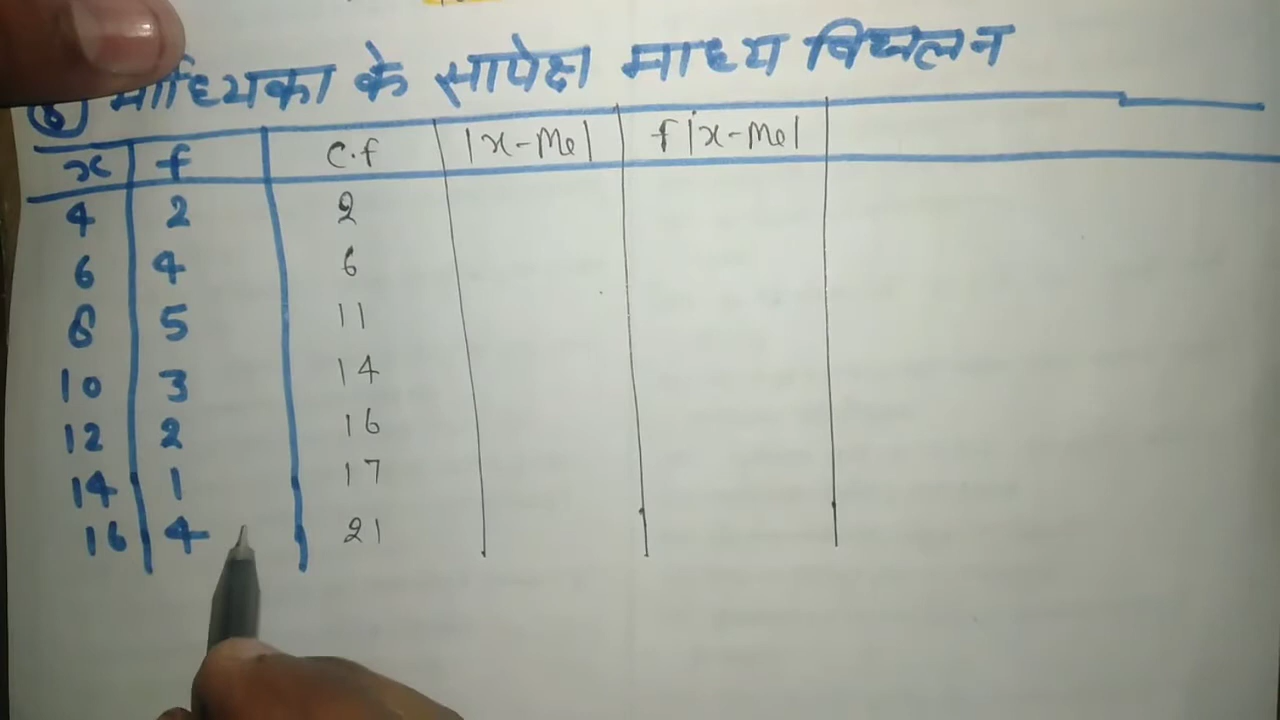 6 माध्यिका के सापेक्ष माध्य विचलन
x f c.f |x-Me| f|x-Me|
4 2 2
6 4 6
8 5 11
10 3 14
12 2 16
14 1 17
16 4 21